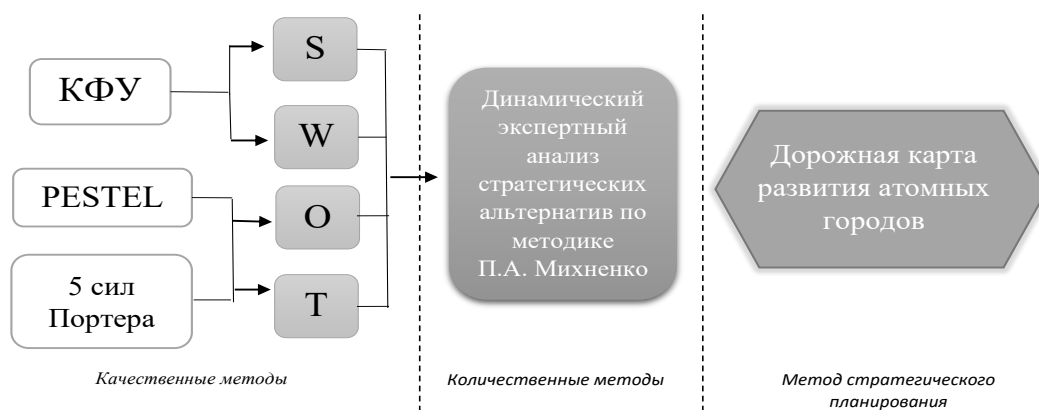 КФУ
PESTEL
5 сил
Портера
S
W
O
T
Качественные методы
Динамический
экспертный
анализ
стратегических
альтернатив по
методике
П.А. Михненко
Количественные методы
Дорожная карта
развития атомных
городов
Метод стратегического
планирования